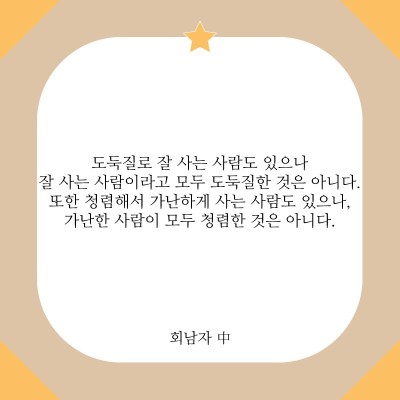 도둑질로 잘 사는 사람도 있으나
잘 사는 사람이라고 모두 도둑질한 것은 아니다.
또한 청렴해서 가난하게 사는 사람도 있으나,
가난한 사람이 모두 청렴한 것은 아니다.
회남자 中